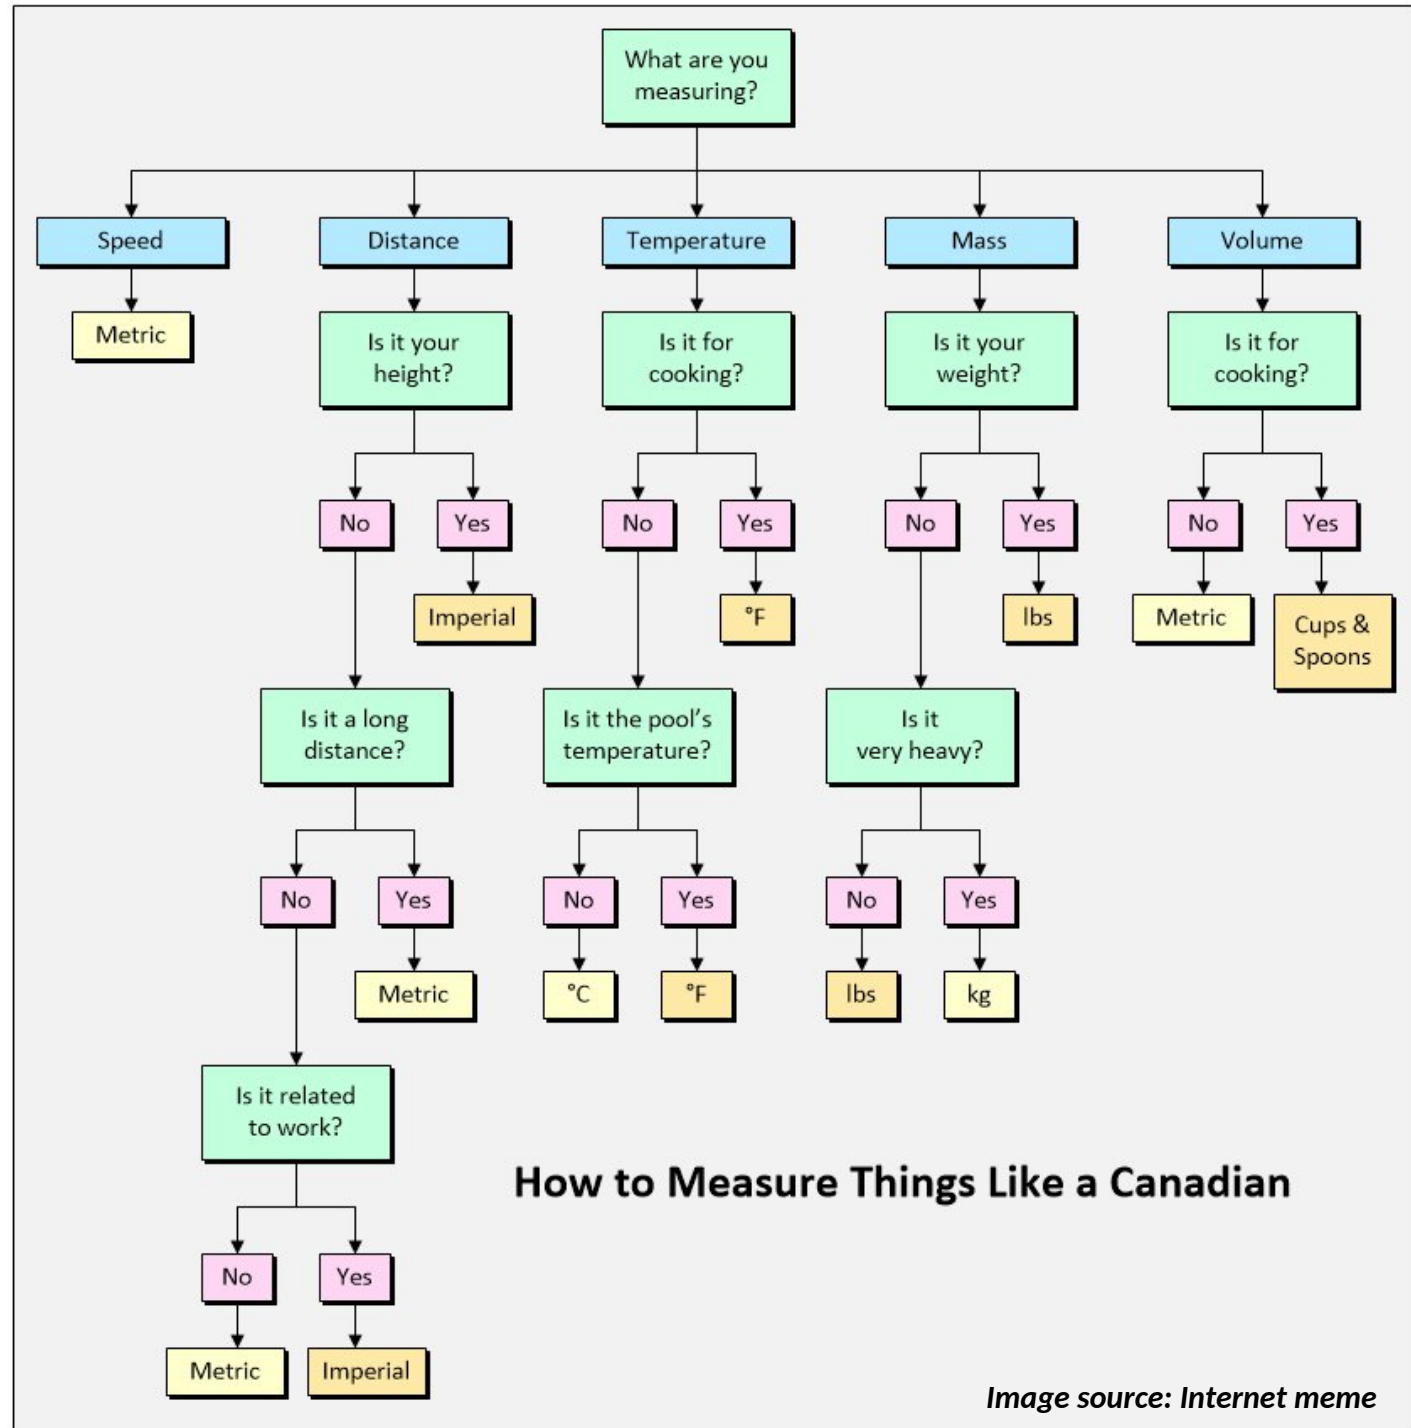 What are you
measuring?
Speed
Distance
Temperature
Mass
Volume
Metric
Is it your
height?
Is it for
cooking?
Is it your
weight?
Is it for
cooking?
No
Yes
No
Yes
No
Yes
No
Yes
Imperial
°F
lbs
Metric
Cups &
Spoons
Is it a long
distance?
Is it the pool's
temperature?
Is it
very heavy?
No
Yes
No
Yes
No
Yes
Metric
°C
°F
lbs
kg
Is it related
to work?
How to Measure Things Like a Canadian
No
Yes
Metric
Imperial
Image source: Internet meme